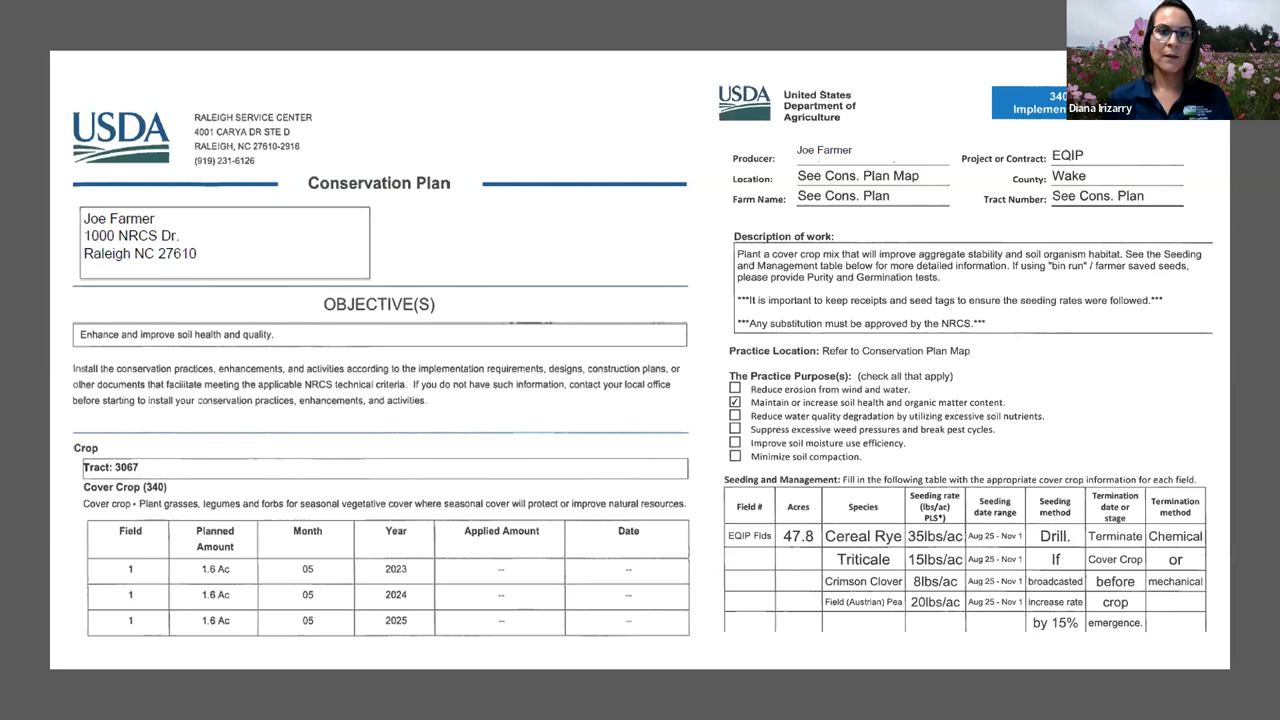 USDA
RALEIGH SERVICE CENTER
4001 CARYA DR STE D
RALEIGH, NC 27610-2916
(919) 231-6126
Conservation Plan
Joe Farmer
1000 NRCS Dr.
Raleigh NC 27610
OBJECTIVE(S)
Enhance and improve soil health and quality.
Install the conservation practices, enhancements, and activities according to the implementation requirements, designs, construction plans, or
other documents that faciiitate meeting the applicable NRCS technical criteria. If you do not have such information, contact your local office
before starting to install your conservation practices, enhancements, and activities.
Crop
Tract: 3067
Cover Crop (340)
Cover crop - Plant grasses, legumes and forbs for seasonal vegetative cover where seasonal cover will protect or improve natural resources.
Field Planned Amount Month Year Applied Amount Date
1 1.6 Ac 05 2023 -- --
1 1.6 Ac 05 2024 -- --
1 1.6 Ac 05 2025 -- --
USDA
United States
Department of
Agriculture
340
Implemen
Diana Irizarry
Producer: Joe Farmer Project or Contract: EQIP
Location: See Cons. Plan Map County: Wake
Farm Name: See Cons. Plan Tract Number: See Cons. Plan
Description of work:
Plant a cover crop mix that will improve aggregate stability and soil organism habitat. See the Seeding
and Management table below for more detailed information. If using "bin run" / farmer saved seeds,
please provide Purity and Germination tests.
***It is important to keep receipts and seed tags to ensure the seeding rates were followed.***
***Any substitution must be approved by the NRCS.***
Practice Location: Refer to Conservation Plan Map
The Practice Purpose(s): (check all that apply)
Reduce erosion from wind and water.
Maintain or increase soil health and organic matter content.
Reduce water quality degradation by utilizing excessive soil nutrients.
Suppress excessive weed pressures and break pest cycles.
Improve soil moisture use efficiency.
Minimize soil compaction.
Seeding and Management: Fill in the following table with the appropriate cover crop information for each field.
Field # Acres Species Seeding rate (lbs/ac) PLS*) Seeding date range Seeding method Termination date or stage Termination method
EQIP Flds 47.8 Cereal Rye 35lbs/ac Aug 25 - Nov 1 Drill. Terminate Chemical
Triticale 15lbs/ac Aug 25 - Nov 1 If Cover Crop or
Crimson Clover 8lbs/ac Aug 25 - Nov 1 broadcasted before mechanical
Field (Austrian) Pea 20lbs/ac Aug 25 - Nov 1 increase rate crop
by 15% emergence.